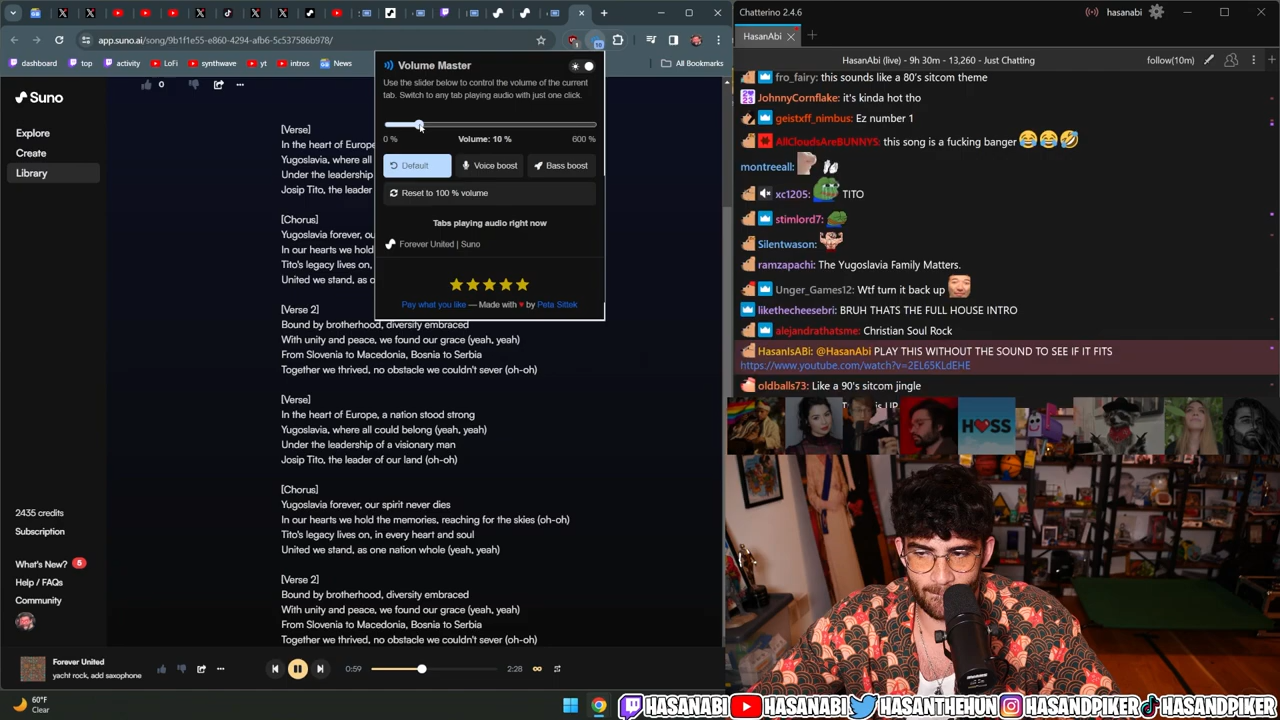 app.suno.ai/song/9b1f1e55-e860-4294-afb6-5c537586b978/
dashboard
top
activity
LoFi
synthwave
yt
intros
News
All Bookmarks
Suno
Explore
Create
Library
2435 credits
Subscription
What's New?
6
Help / FAQs
Community
0
[Verse]
In the heart of Eur
Yugoslavia, where all
Under the leadership
Josip Tito, the leade
[Chorus]
Yugoslavia forever, ou
In our hearts we hold
Tito's legacy lives on,
United we stand, as c
[Verse 2]
Bound by brotherhood, diversity embraced
With unity and peace, we found our grace (yeah, yeah)
From Slovenia to Macedonia, Bosnia to Serbia
Together we thrived, no obstacle we couldn't sever (oh-oh)
[Verse]
In the heart of Europe, a nation stood strong
Yugoslavia, where all could belong (yeah, yeah)
Under the leadership of a visionary man
Josip Tito, the leader of our land (oh-oh)
[Chorus]
Yugoslavia forever, our spirit never dies
In our hearts we hold the memories, reaching for the skies (oh-oh)
Tito's legacy lives on, in every heart and soul
United we stand, as one nation whole (yeah, yeah)
[Verse 2]
Bound by brotherhood, diversity embraced
With unity and peace, we found our grace (yeah, yeah)
From Slovenia to Macedonia, Bosnia to Serbia
Together we thrived, no obstacle we couldn't sever (oh-oh)
Volume Master
Use the slider below to control the volume of the current
tab. Switch to any tab playing audio with just one click.
0 %
Volume: 10 %
600 %
Default
Voice boost
Bass boost
Reset to 100 % volume
Tabs playing audio right now
Forever United | Suno
Pay what you like — Made with ♥ by Peta Sittek
Forever United
yacht rock, add saxophone
0:59
2:28
60°F
Clear
Chatterino 2.4.6
hasanabi
HasanAbi
HasanAbi (live) - 9h 30m - 13,260 - Just Chatting
follow(10m)
fro_fairy: this sounds like a 80's sitcom theme
JohnnyCornflake: it's kinda hot tho
geistxff_nimbus: Ez number 1
AllCloudsAreBUNNYS: this song is a fucking banger 😂😂🤣
montreeall:
xc1205: TITO
stimlord7:
Silentwason:
ramzapachi: The Yugoslavia Family Matters.
Unger_Games12: Wtf turn it back up
likethecheesebri: BRUH THATS THE FULL HOUSE INTRO
alejandrathatsme: Christian Soul Rock
HasanIsABi: @HasanAbi PLAY THIS WITHOUT THE SOUND TO SEE IF IT FITS
https://www.youtube.com/watch?v=2EL65KLdEHE
oldballs73: Like a 90's sitcom jingle
H♥SS
HASANABI
HASANABI
HASANTHEHUN
HASANDPIKER
HASANDPIKER